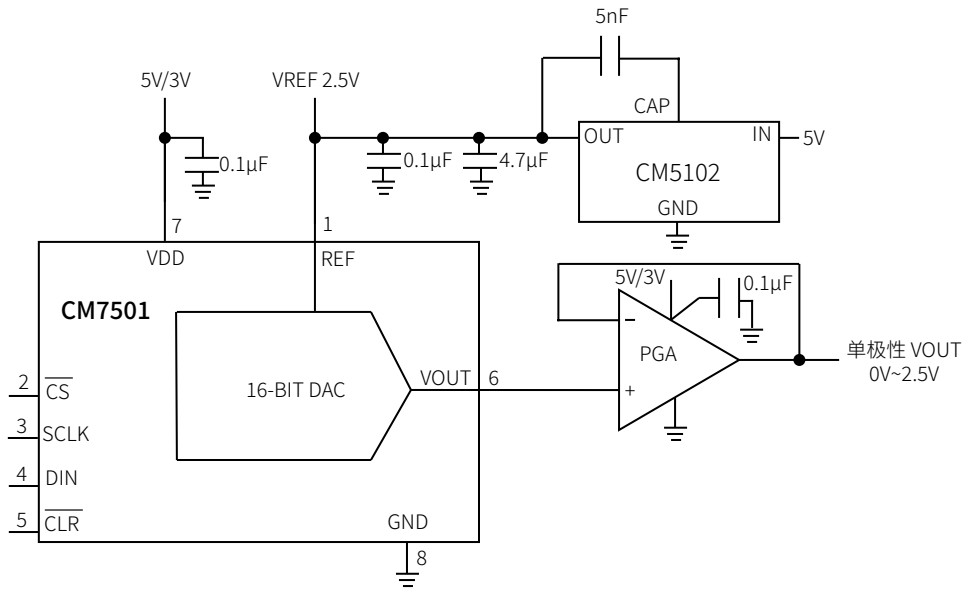 5nF
5V/3V
VREF 2.5V
CAP
OUT
IN
5V
0.1μF
0.1μF
4.7μF
CM5102
GND
7
1
VDD
REF
CM7501
5V/3V
0.1μF
PGA
单极性 VOUT
0V~2.5V
16-BIT DAC
VOUT
6
+
2
CS
3
SCLK
4
DIN
5
CLR
GND
8